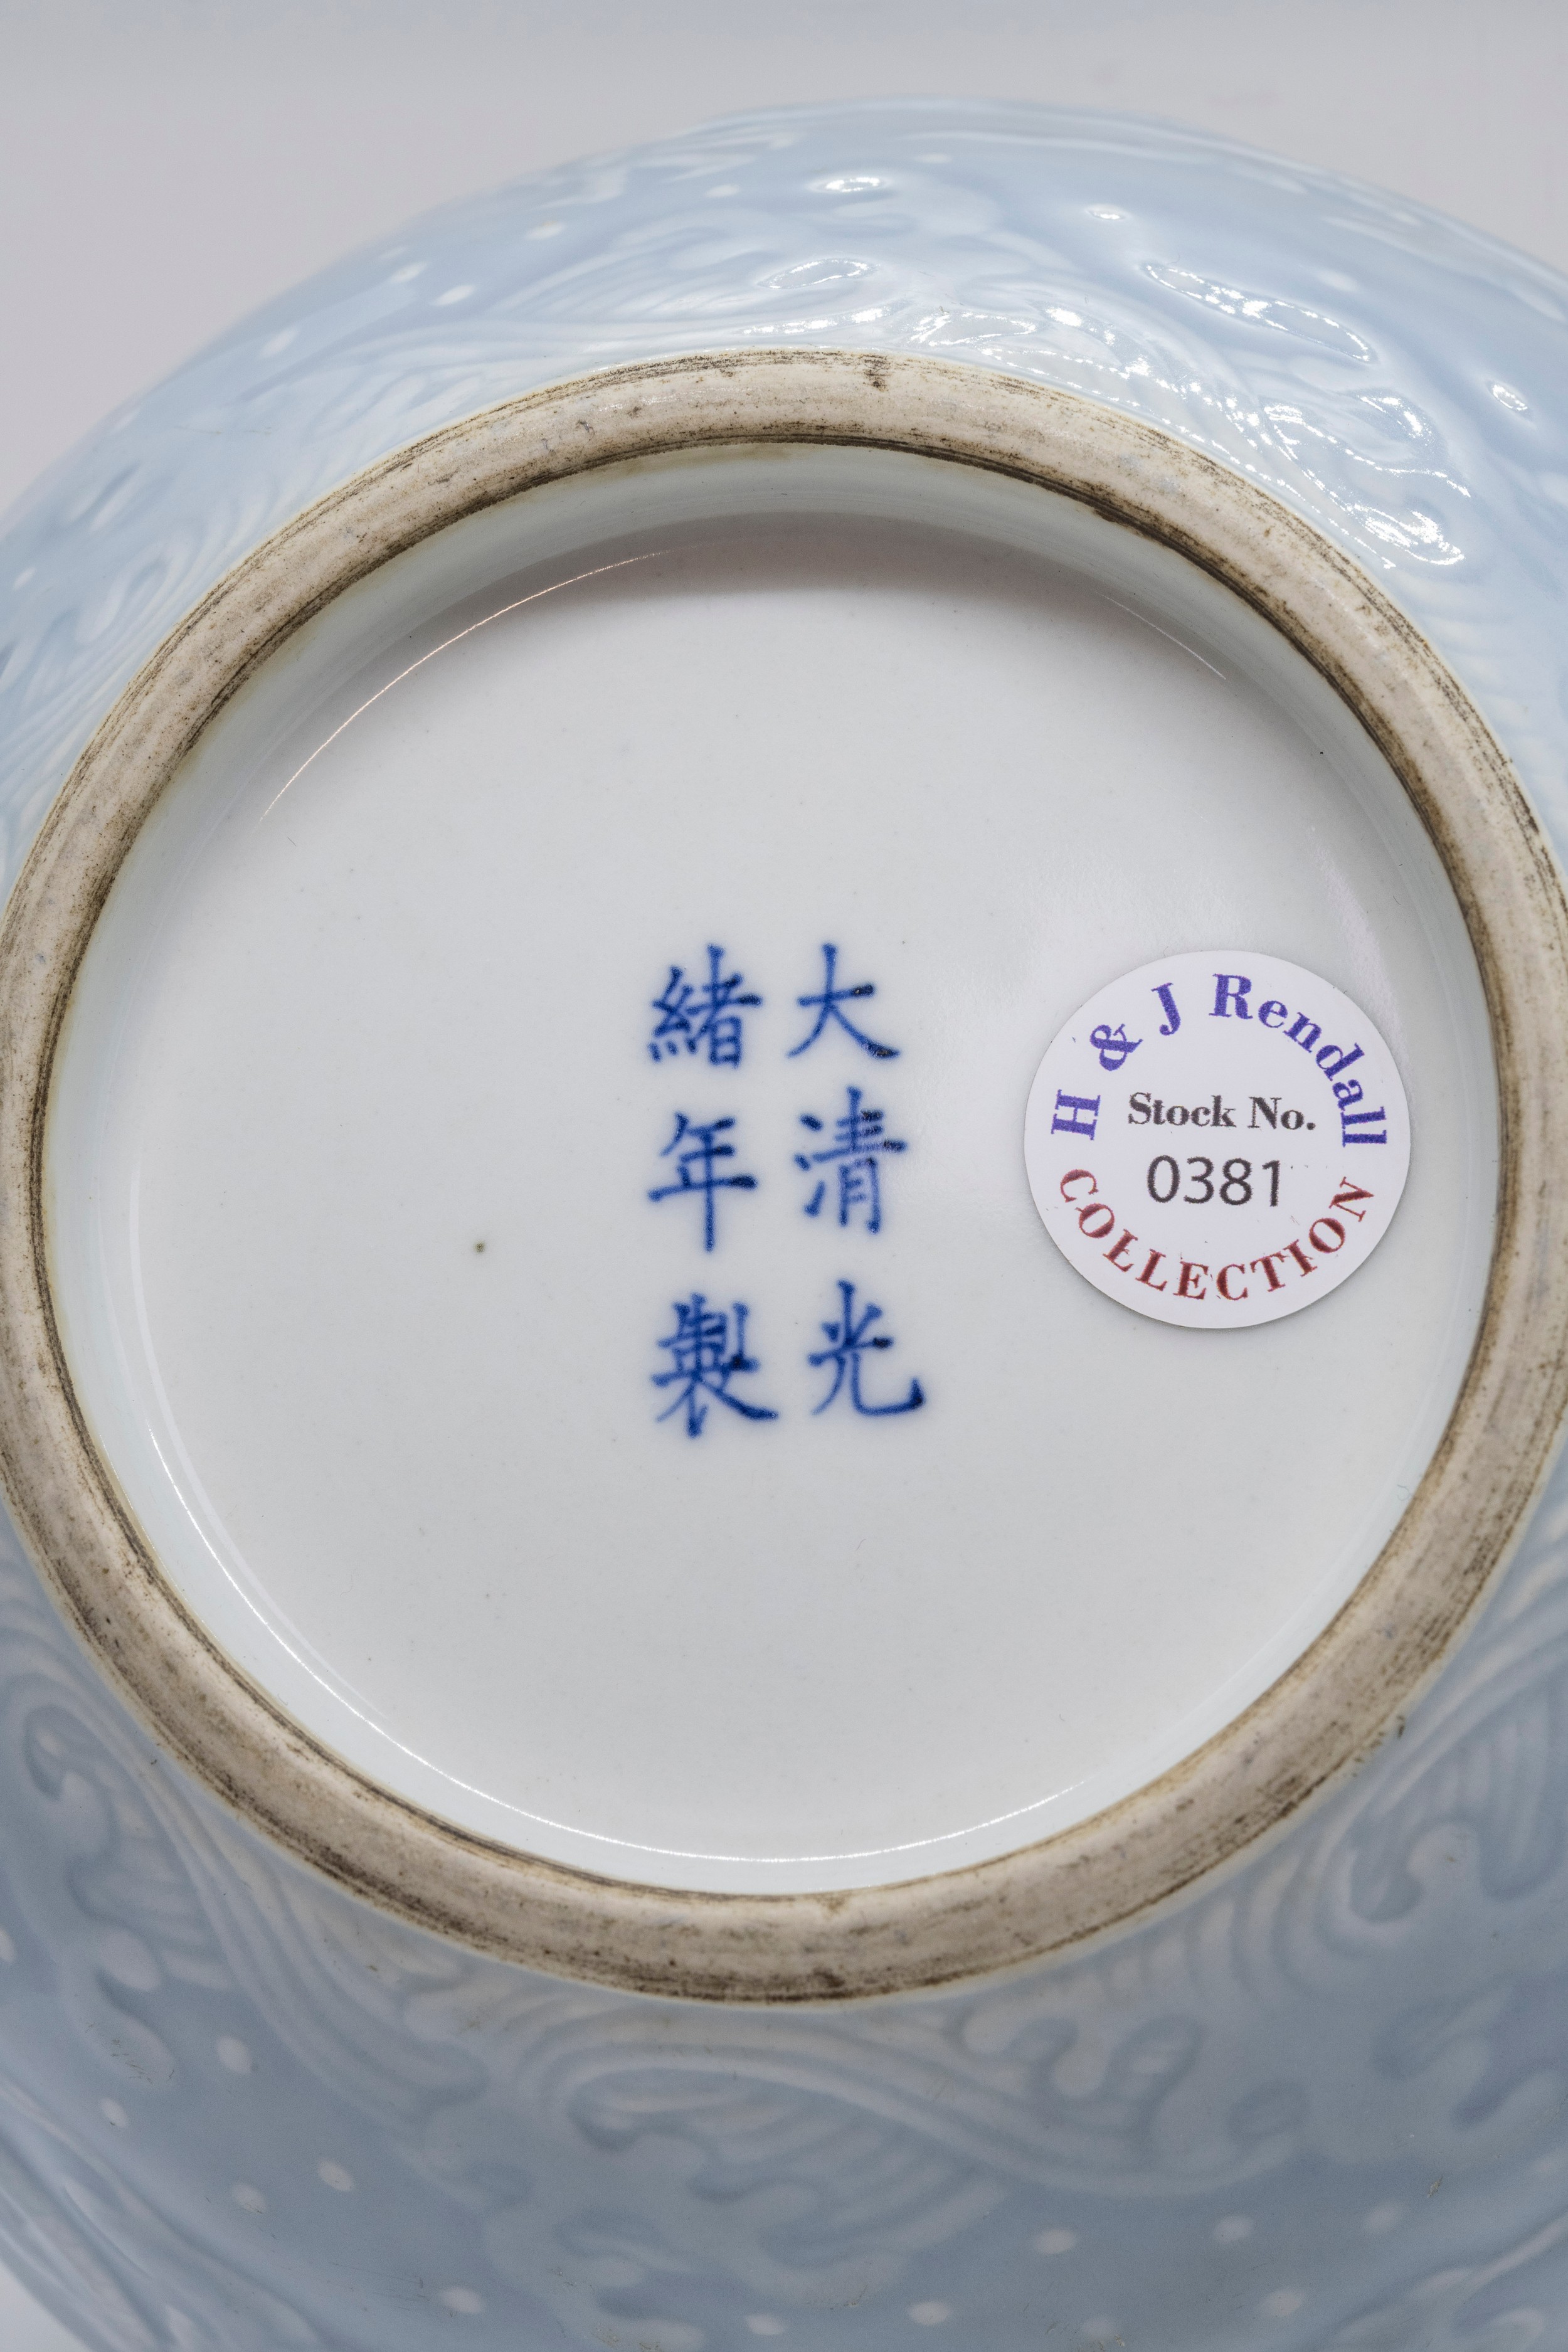 大清光
緒年製
H & J Rendall
Stock No.
0381
COLLECTION